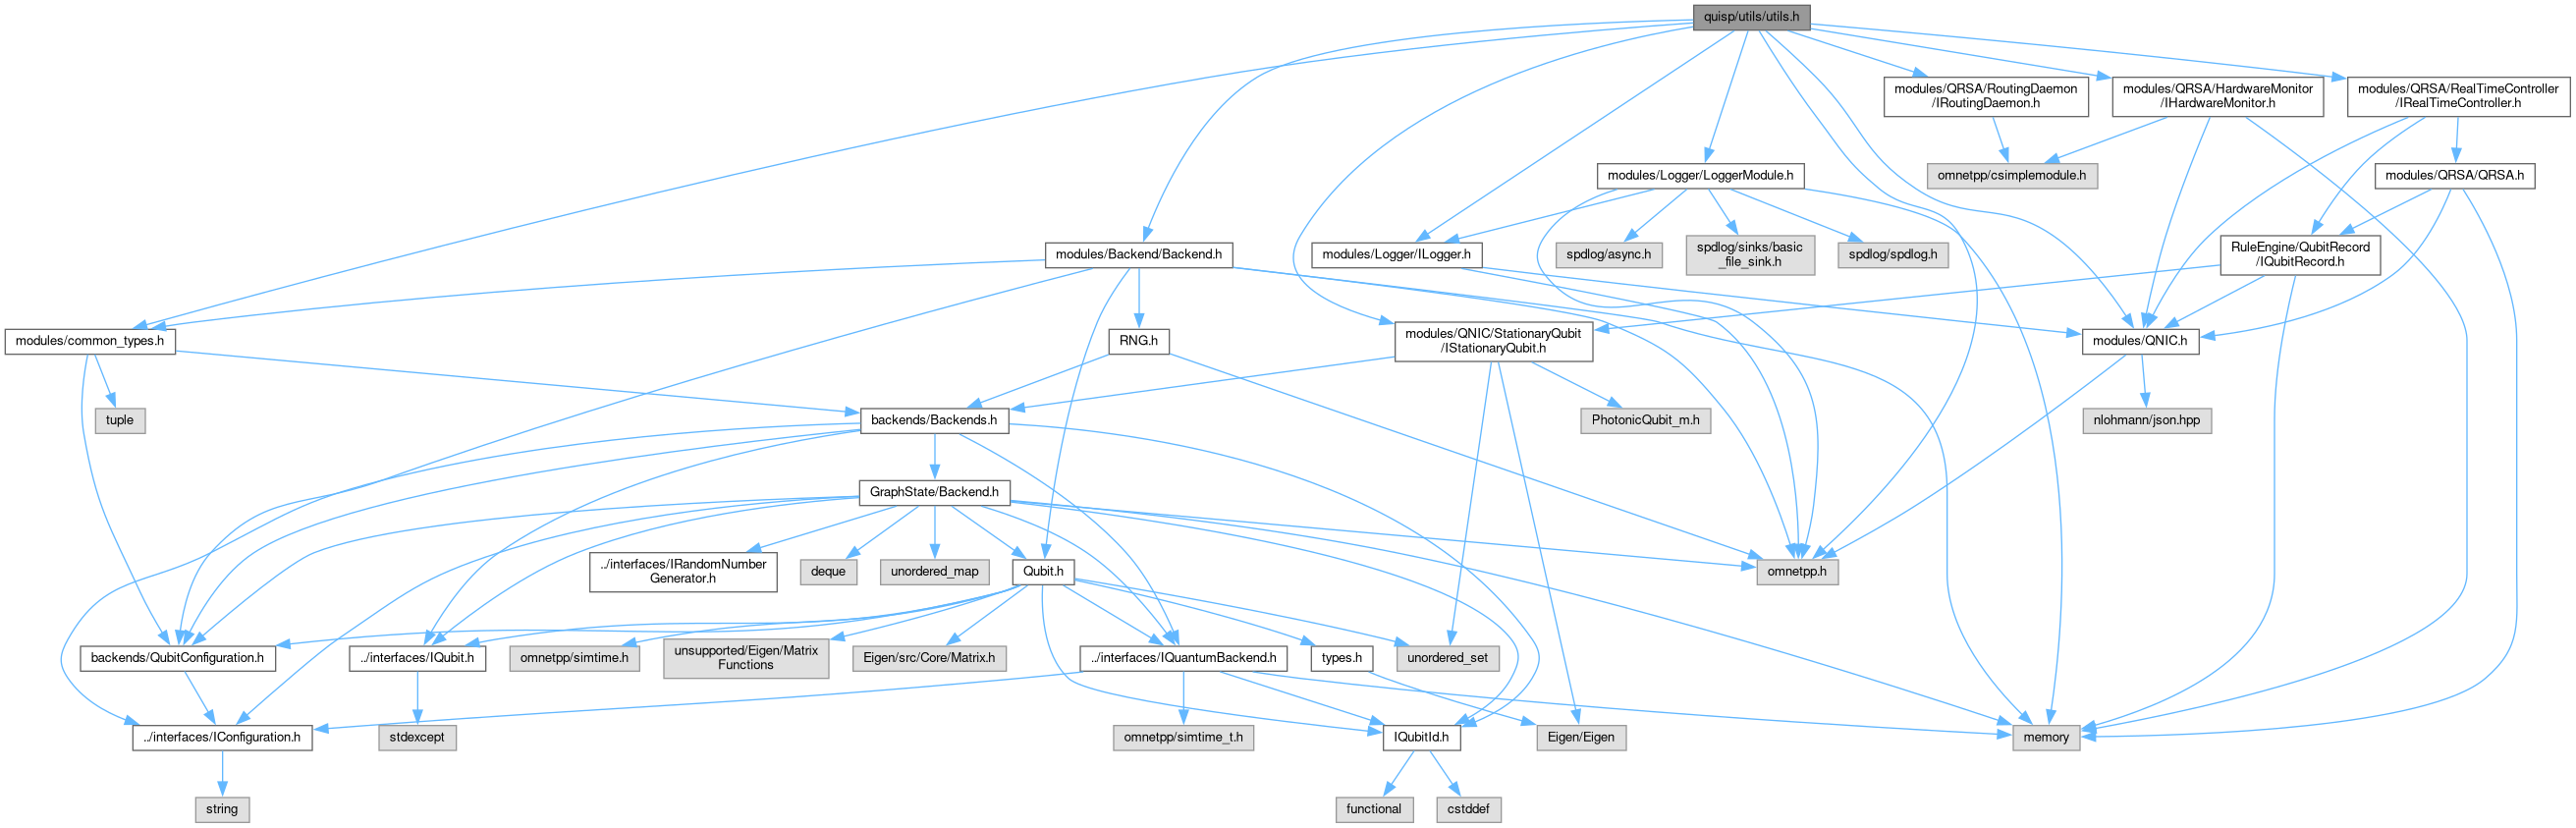 quisp/utils/utils.h
modules/QRSA/RoutingDaemon
/IRoutingDaemon.h
modules/QRSA/HardwareMonitor
/IHardwareMonitor.h
modules/QRSA/RealTimeController
/IRealTimeController.h
modules/Logger/LoggerModule.h
omnetpp/csimplemodule.h
modules/QRSA/QRSA.h
modules/Backend/Backend.h
modules/Logger/ILogger.h
spdlog/async.h
spdlog/sinks/basic
_file_sink.h
spdlog/spdlog.h
RuleEngine/QubitRecord
/IQubitRecord.h
modules/common_types.h
RNG.h
modules/QNIC/StationaryQubit
/IStationaryQubit.h
modules/QNIC.h
tuple
backends/Backends.h
PhotonicQubit_m.h
nlohmann/json.hpp
GraphState/Backend.h
../interfaces/IRandomNumber
Generator.h
deque
unordered_map
Qubit.h
omnetpp.h
backends/QubitConfiguration.h
../interfaces/IQubit.h
omnetpp/simtime.h
unsupported/Eigen/Matrix
Functions
Eigen/src/Core/Matrix.h
../interfaces/IQuantumBackend.h
types.h
unordered_set
../interfaces/IConfiguration.h
stdexcept
omnetpp/simtime_t.h
IQubitId.h
Eigen/Eigen
memory
string
functional
cstddef